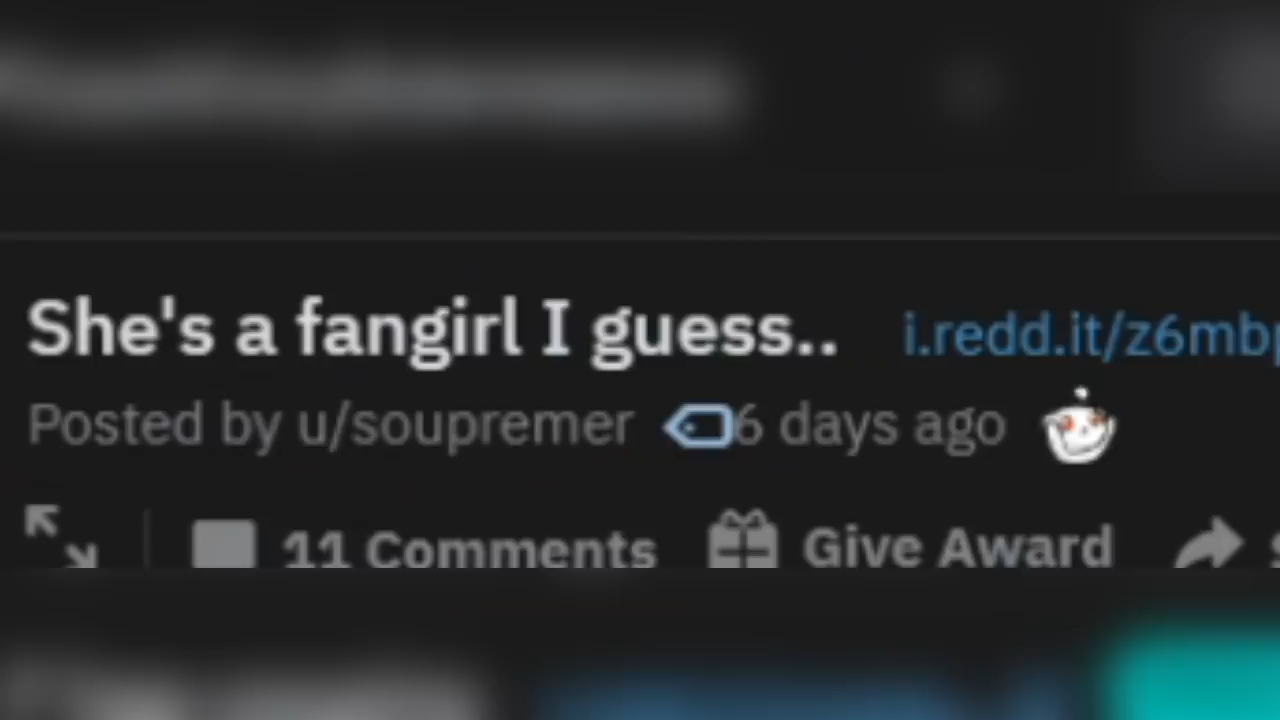 She's a fangirl I guess.. i.redd.it/z6mb
Posted by u/soupremer 6 days ago
11 Comments Give Award